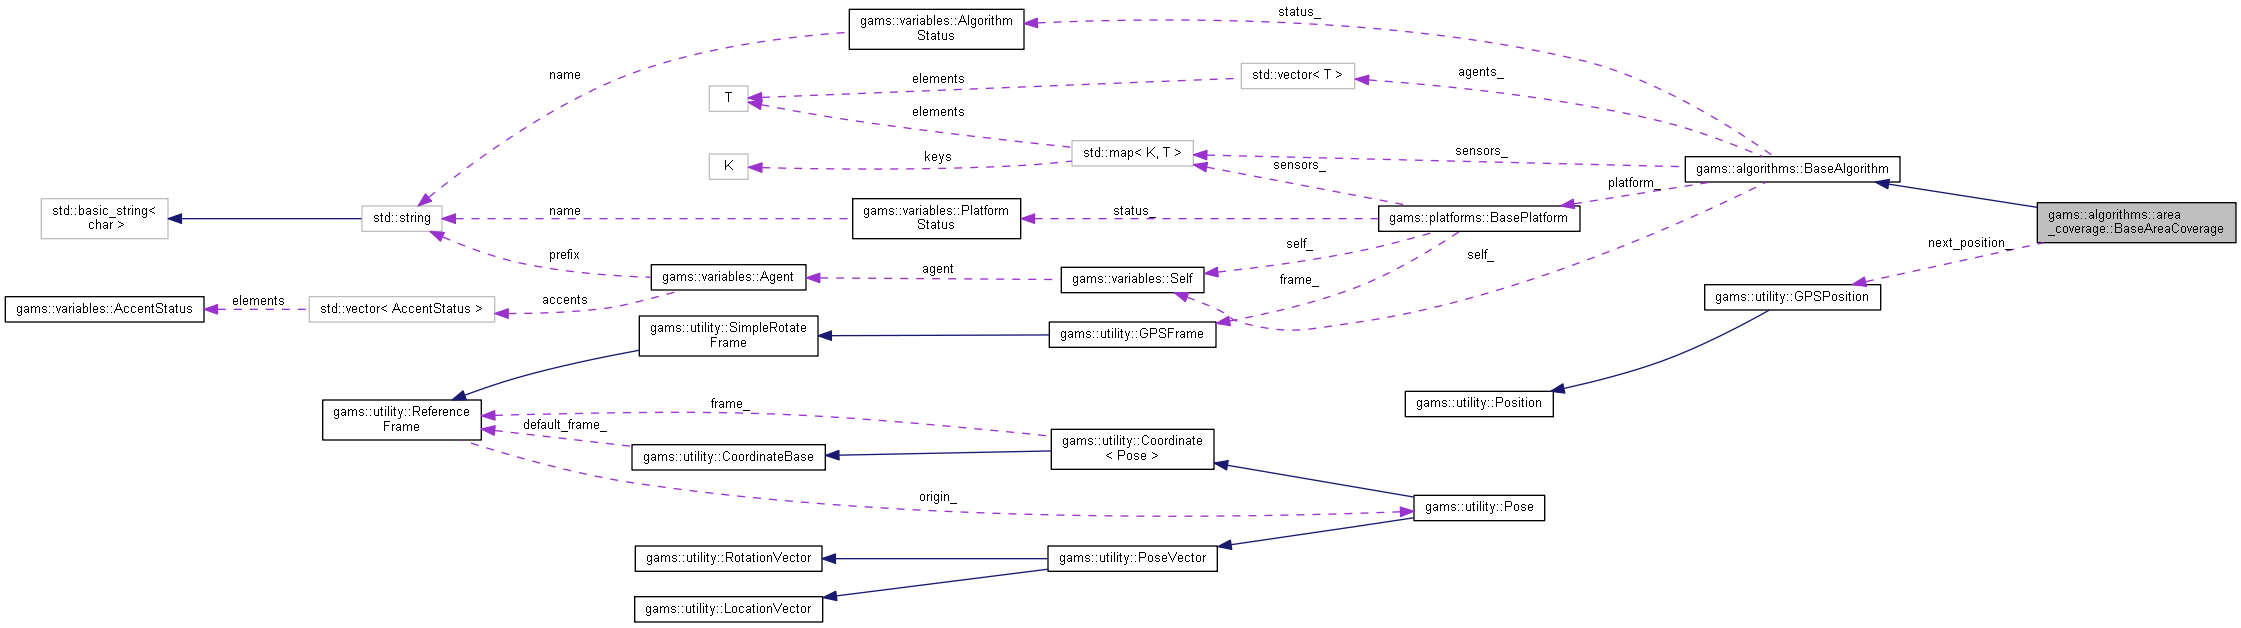 status_
gams::variables::Algorithm
Status
name
elements
std::vector< T >
agents_
T
elements
keys
std::map< K, T >
sensors_
K
sensors_
gams::algorithms::BaseAlgorithm
platform_
std::basic_string<
char >
std::string
name
gams::variables::Platform
Status
status_
gams::platforms::BasePlatform
gams::algorithms::area
_coverage::BaseAreaCoverage
next_position_
self_
self_
prefix
gams::variables::Agent
agent
gams::variables::Self
frame_
gams::utility::GPSPosition
gams::variables::AccentStatus
elements
std::vector< AccentStatus >
accents
gams::utility::SimpleRotate
Frame
gams::utility::GPSFrame
gams::utility::Position
gams::utility::Reference
Frame
frame_
default_frame_
gams::utility::CoordinateBase
gams::utility::Coordinate
< Pose >
origin_
gams::utility::Pose
gams::utility::RotationVector
gams::utility::PoseVector
gams::utility::LocationVector